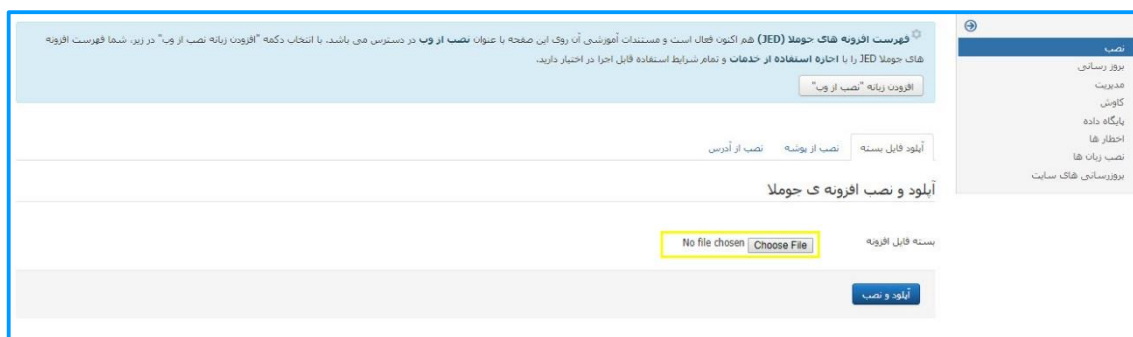 فهرست افزونه های جوملا (JED) هم اکنون فعال است و مستندات آموزشی آن روی این صفحه با عنوان نصب از وب در دسترس می باشد. با انتخاب دکمه "افزودن زبانه نصب از وب" در زیر، شما فهرست افزونه
های جوملا JED را با اجازه استفاده از خدمات و تمام شرایط استفاده قابل اجرا در اختیار دارید.
افزودن زبانه "نصب از وب"
نصب
بروز رسانی
مدیریت
کاوش
پایگاه داده
اخطار ها
نصب زبان ها
بروزرسانی های سایت
آپلود فایل بسته
نصب از پوشه
نصب از آدرس
آپلود و نصب افزونه ی جوملا
بسته فایل افزونه
Choose File No file chosen
آپلود و نصب